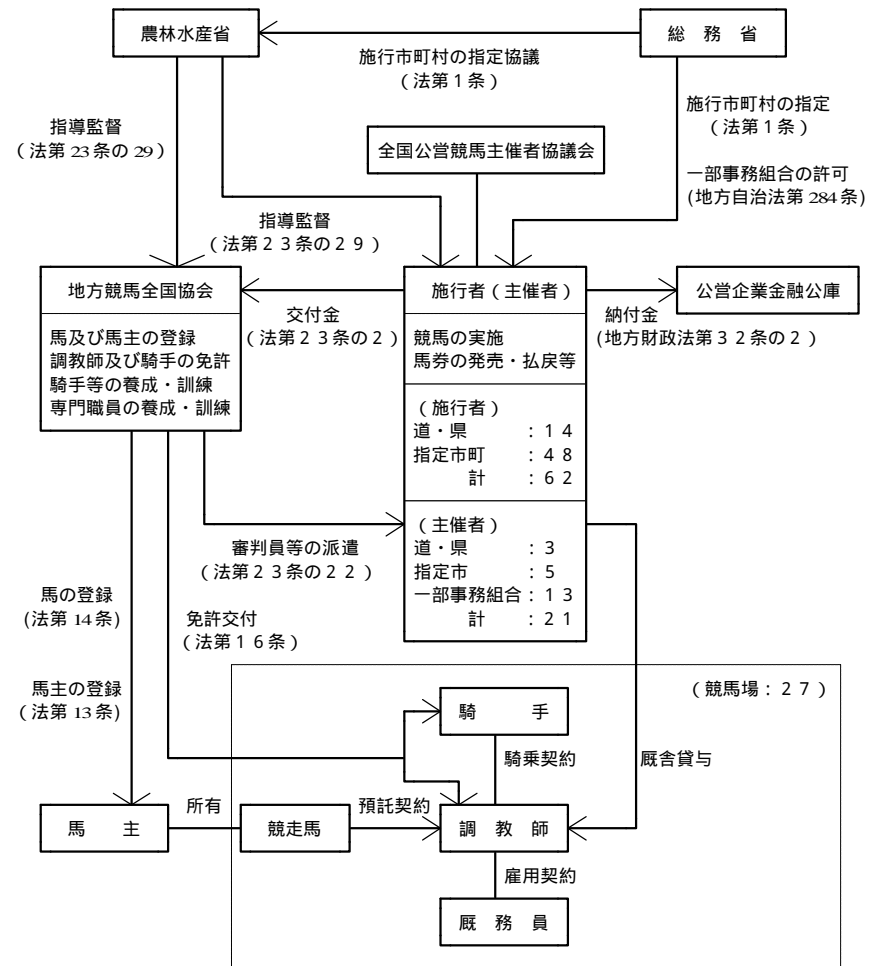 農林水産省
総　務　省
施行市町村の指定協議
（法第１条）
施行市町村の指定
（法第１条）
指導監督
（法第23条の29）
全国公営競馬主催者協議会
一部事務組合の許可
(地方自治法第284条)
指導監督
（法第２３条の２９）
地方競馬全国協会
施行者（主催者）
公営企業金融公庫
交付金
（法第２３条の２）
納付金
(地方財政法第３２条の２）
馬及び馬主の登録
調教師及び騎手の免許
騎手等の養成・訓練
専門職員の養成・訓練
競馬の実施
馬券の発売・払戻等
（施行者）
道・県　　　：１４
指定市町　　：４８
計　：６２
（主催者）
道・県　　　：３
指定市　　　：５
一部事務組合：１３
計　：２１
審判員等の派遣
（法第２３条の２２）
馬の登録
(法第14条)
免許交付
（法第１６条）
馬主の登録
（法第13条)
（競馬場：２７）
騎　　手
騎乗契約
厩舎貸与
馬　　主
所有
競走馬
預託契約
調　教　師
雇用契約
厩　務　員